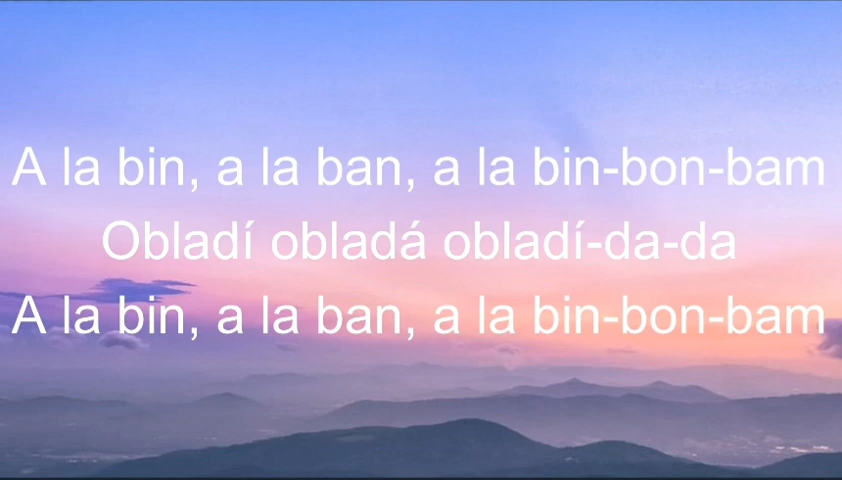 A la bin, a la ban, a la bin-bon-bam
Obladí obladá obladí-da-da
A la bin, a la ban, a la bin-bon-bam